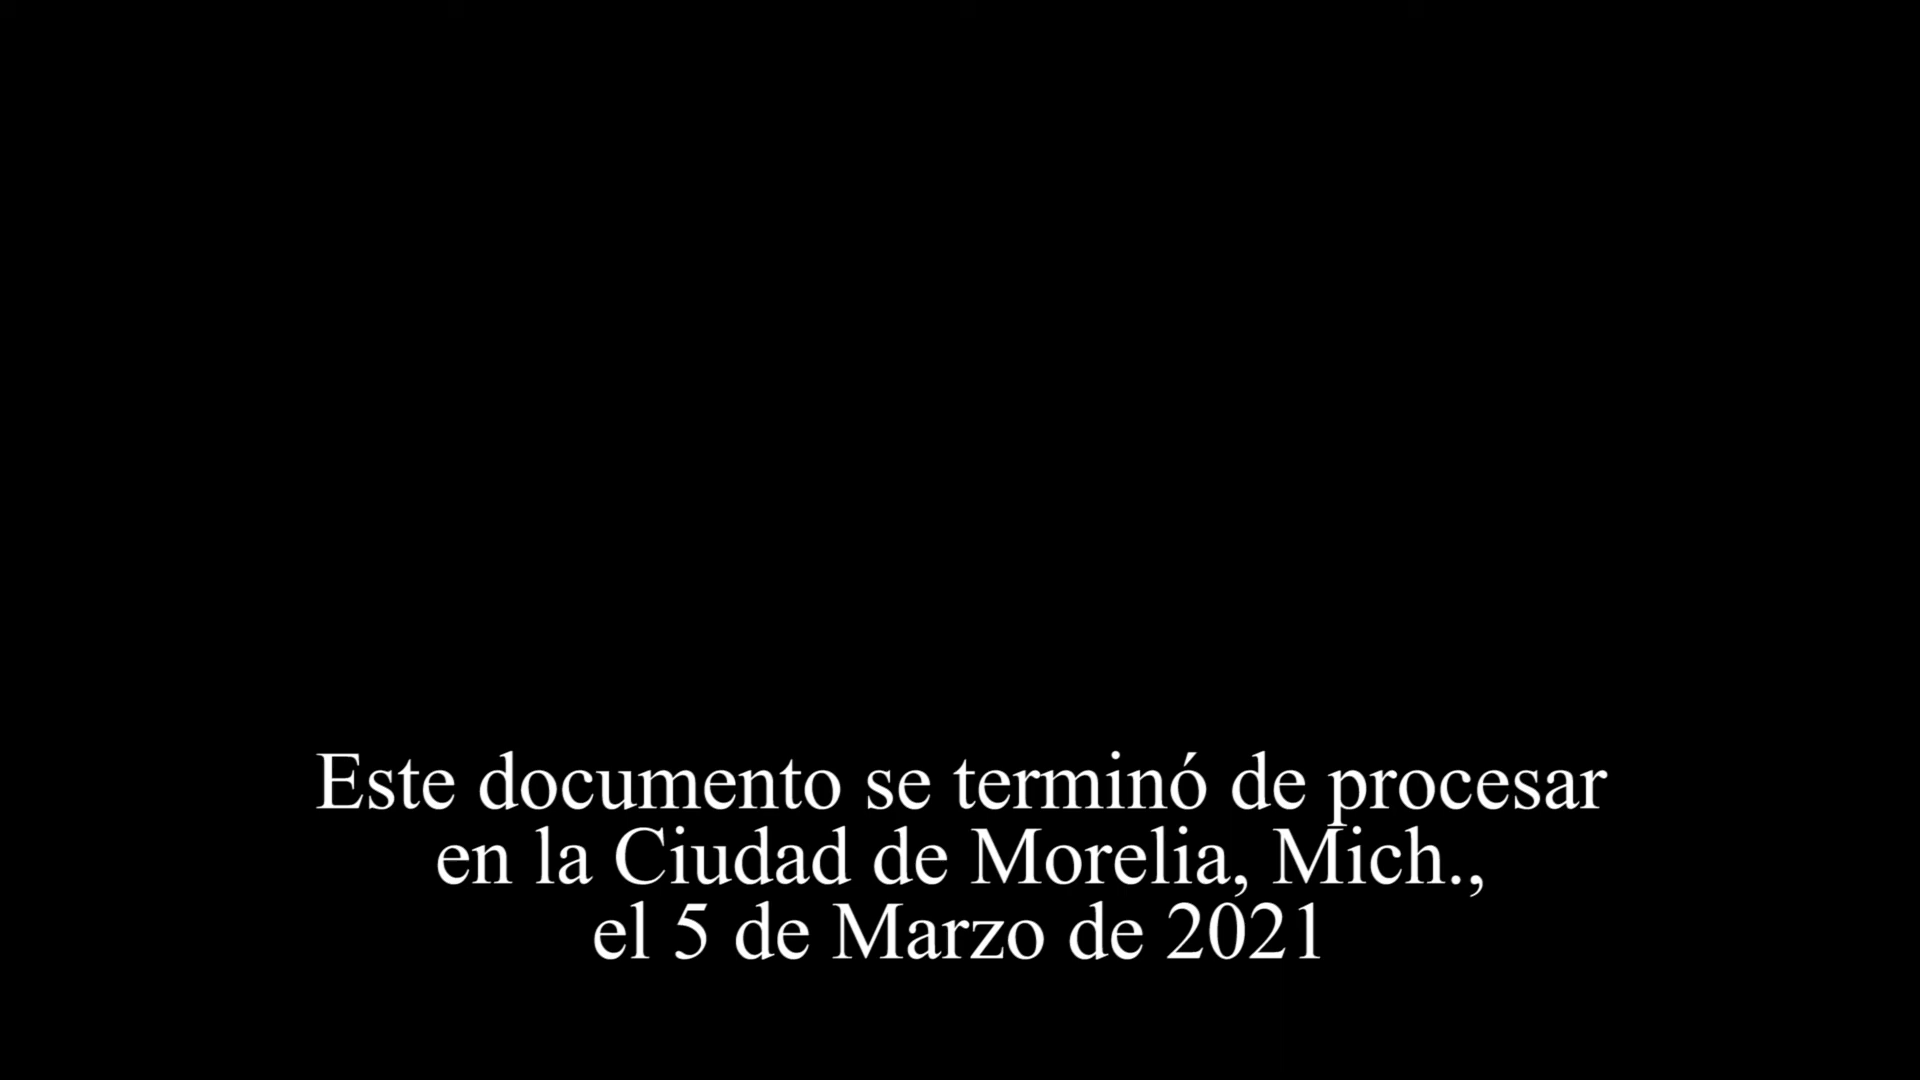 Este documento se terminó de procesar
en la Ciudad de Morelia, Mich.,
el 5 de Marzo de 2021